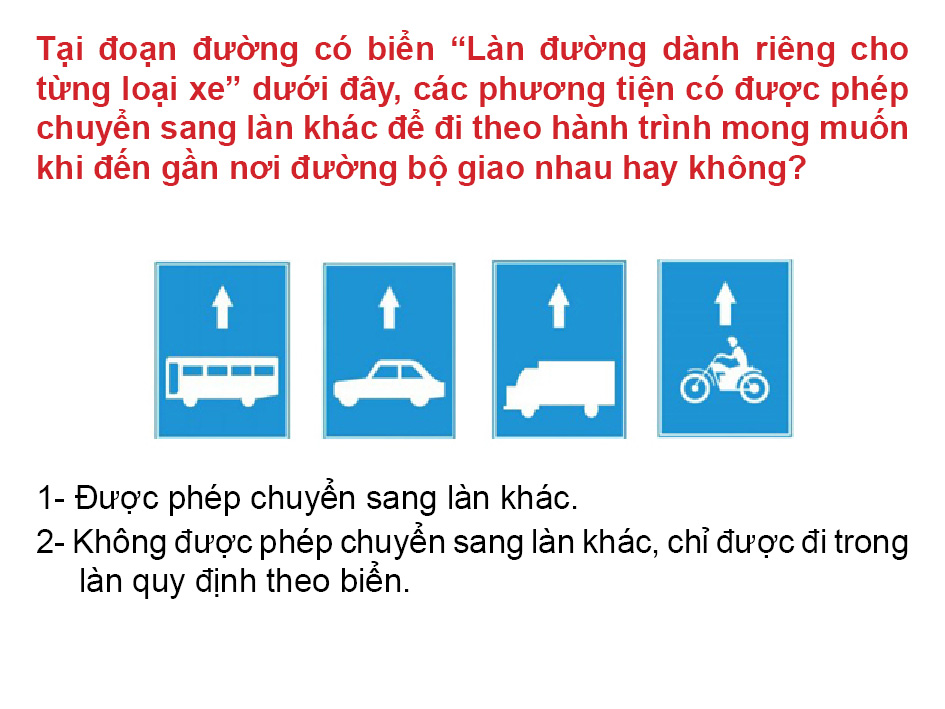 Tại đoạn đường có biển “Làn đường dành riêng cho
từng loại xe” dưới đây, các phương tiện có được phép
chuyển sang làn khác để đi theo hành trình mong muốn
khi đến gần nơi đường bộ giao nhau hay không?
1- Được phép chuyển sang làn khác.
2- Không được phép chuyển sang làn khác, chỉ được đi trong
làn quy định theo biển.